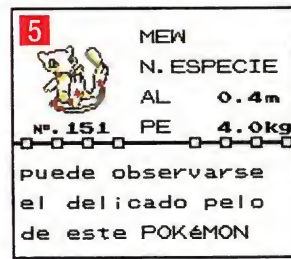 5
MEW
N. ESPECIE
AL 0.4m
Nº.151 PE 4.0kg
puede observarse
el delicado pelo
de este POKéMON